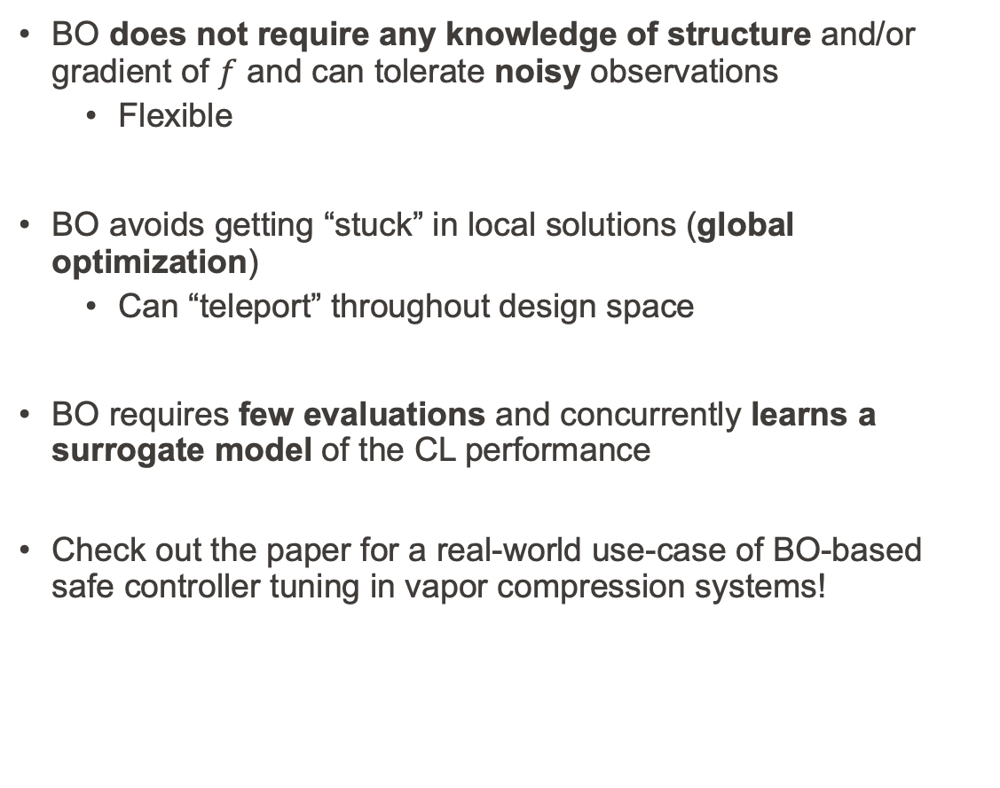 • BO does not require any knowledge of structure and/or
gradient of f and can tolerate noisy observations
• Flexible
• BO avoids getting “stuck” in local solutions (global
optimization)
• Can “teleport” throughout design space
• BO requires few evaluations and concurrently learns a
surrogate model of the CL performance
• Check out the paper for a real-world use-case of BO-based
safe controller tuning in vapor compression systems!